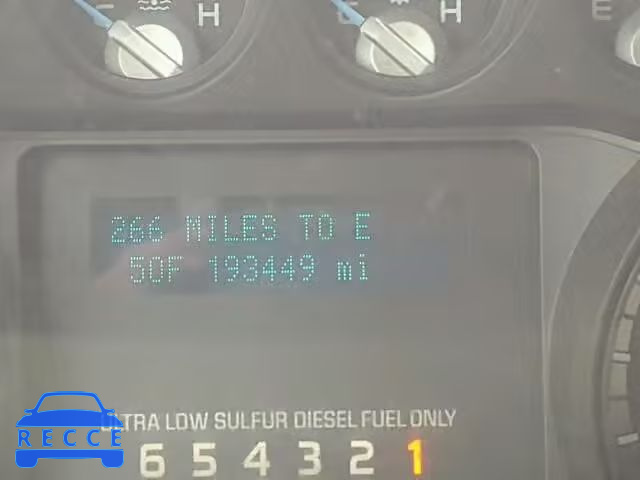 C H
C H
E
266 MILES TO E
50F 193449 mi
ULTRA LOW SULFUR DIESEL FUEL ONLY
6 5 4 3 2 1
RECCE